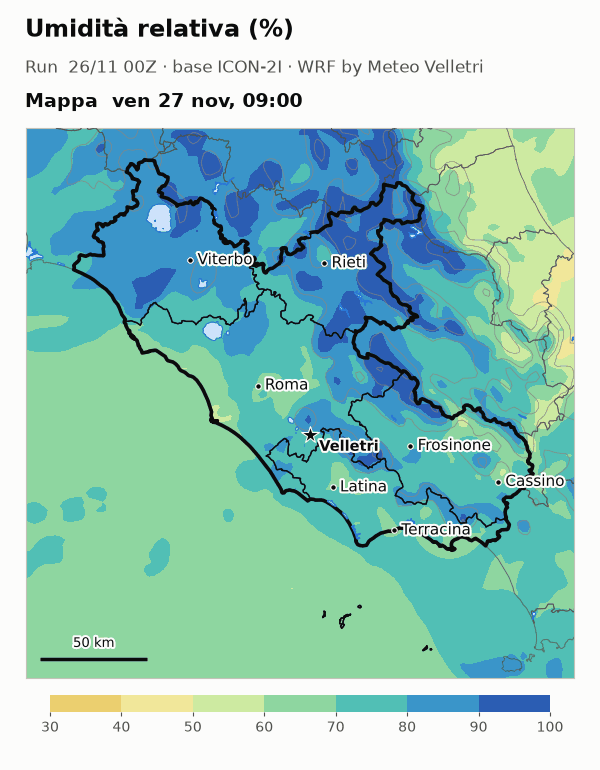 Umidità relativa (%)
Run  26/11 00Z · base ICON-2I · WRF by Meteo Velletri
Mappa  ven 27 nov, 09:00
Viterbo
Rieti
Roma
Velletri
Frosinone
Cassino
Latina
Terracina
50 km
30 40 50 60 70 80 90 100